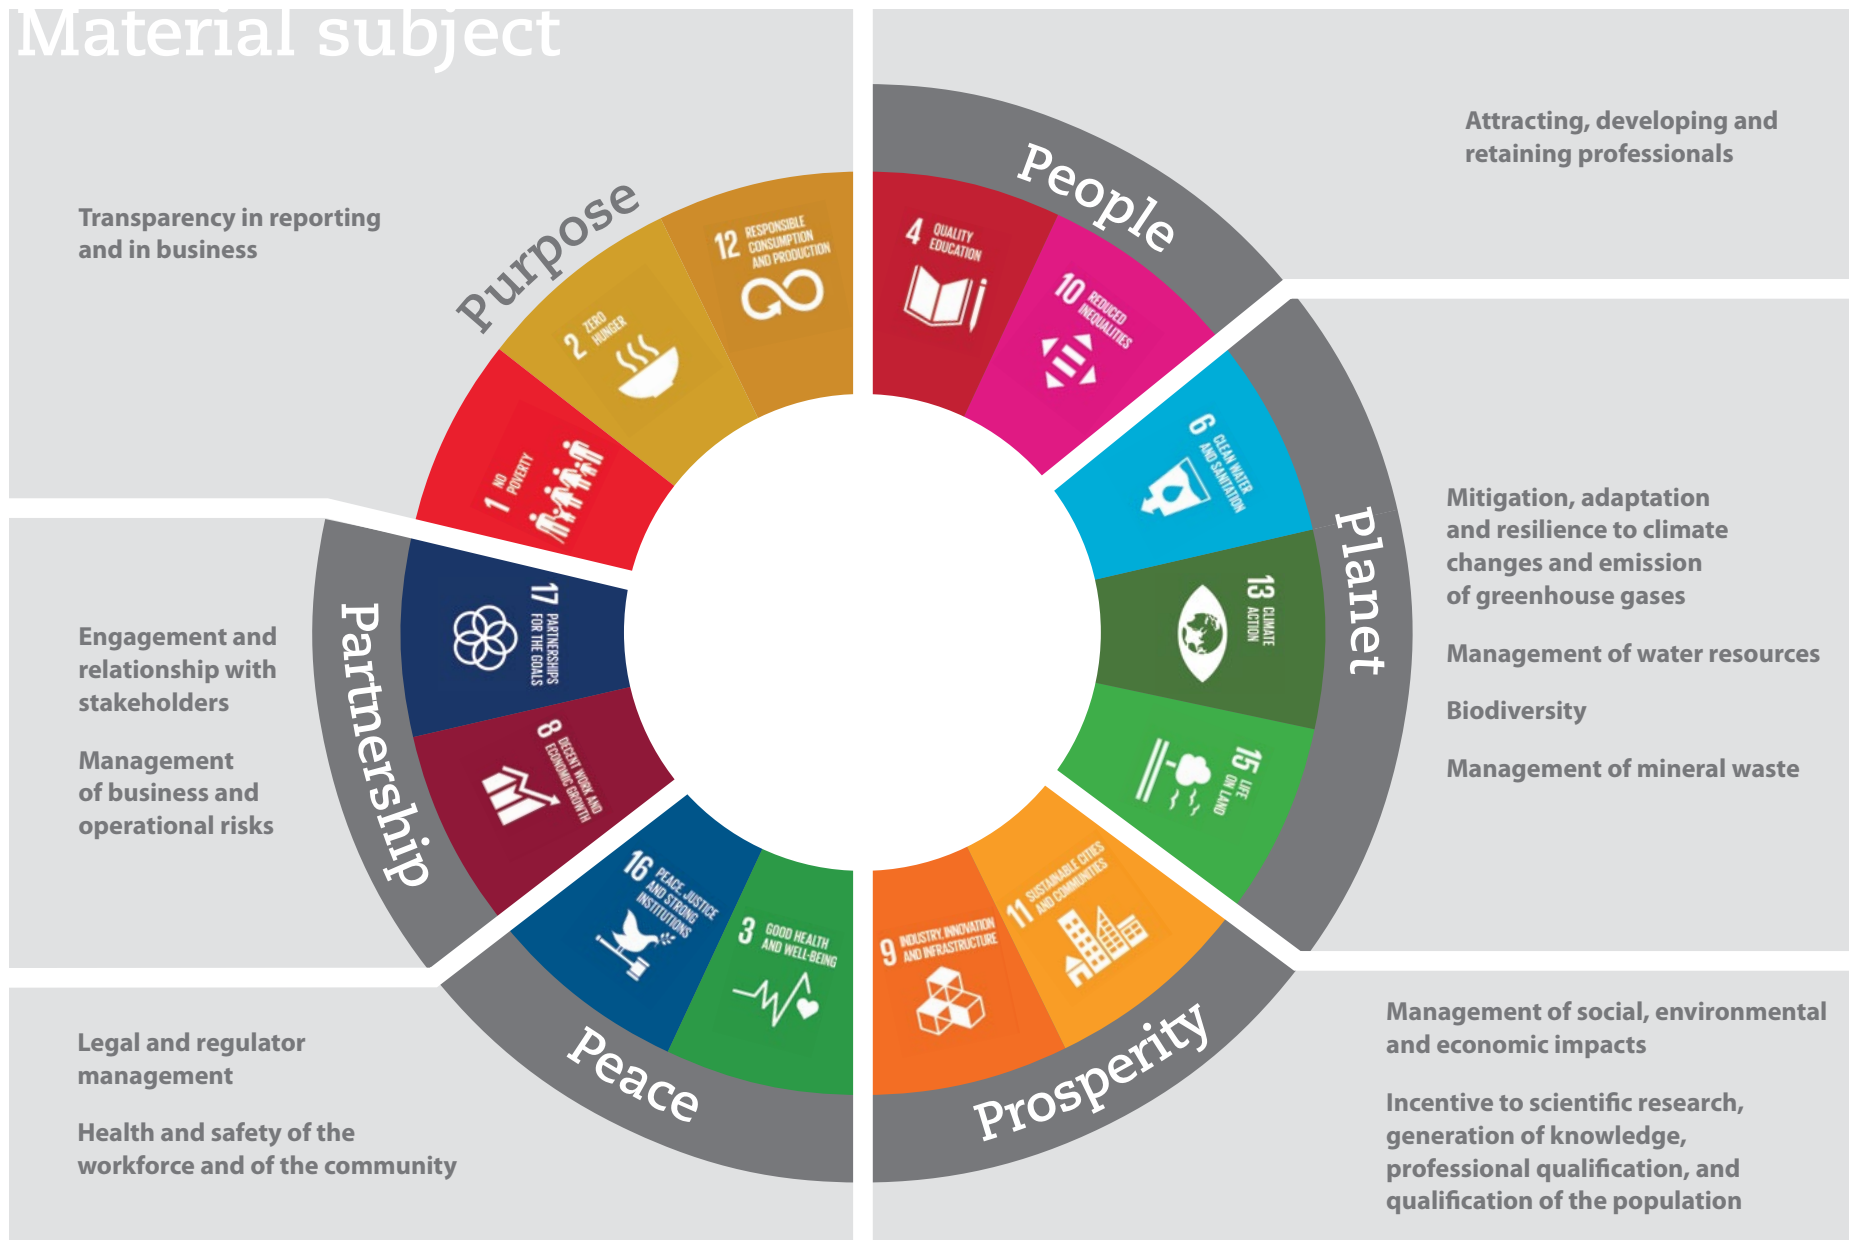 Material subject
Transparency in reporting
and in business
Purpose
1 NO
POVERTY
2 ZERO
HUNGER
12 RESPONSIBLE
CONSUMPTION
AND PRODUCTION
People
4 QUALITY
EDUCATION
10 REDUCED
INEQUALITIES
Attracting, developing and
retaining professionals
Planet
6 CLEAN WATER
AND SANITATION
13 CLIMATE
ACTION
15 LIFE
ON LAND
Mitigation, adaptation
and resilience to climate
changes and emission
of greenhouse gases
Management of water resources
Biodiversity
Management of mineral waste
Engagement and
relationship with
stakeholders
Management
of business and
operational risks
Partnership
17 PARTNERSHIPS
FOR THE GOALS
8 DECENT WORK AND
ECONOMIC GROWTH
Legal and regulator
management
Health and safety of the
workforce and of the community
Peace
16 PEACE, JUSTICE
AND STRONG
INSTITUTIONS
3 GOOD HEALTH
AND WELL-BEING
Prosperity
9 INDUSTRY, INNOVATION
AND INFRASTRUCTURE
11 SUSTAINABLE CITIES
AND COMMUNITIES
Management of social, environmental
and economic impacts
Incentive to scientific research,
generation of knowledge,
professional qualification, and
qualification of the population